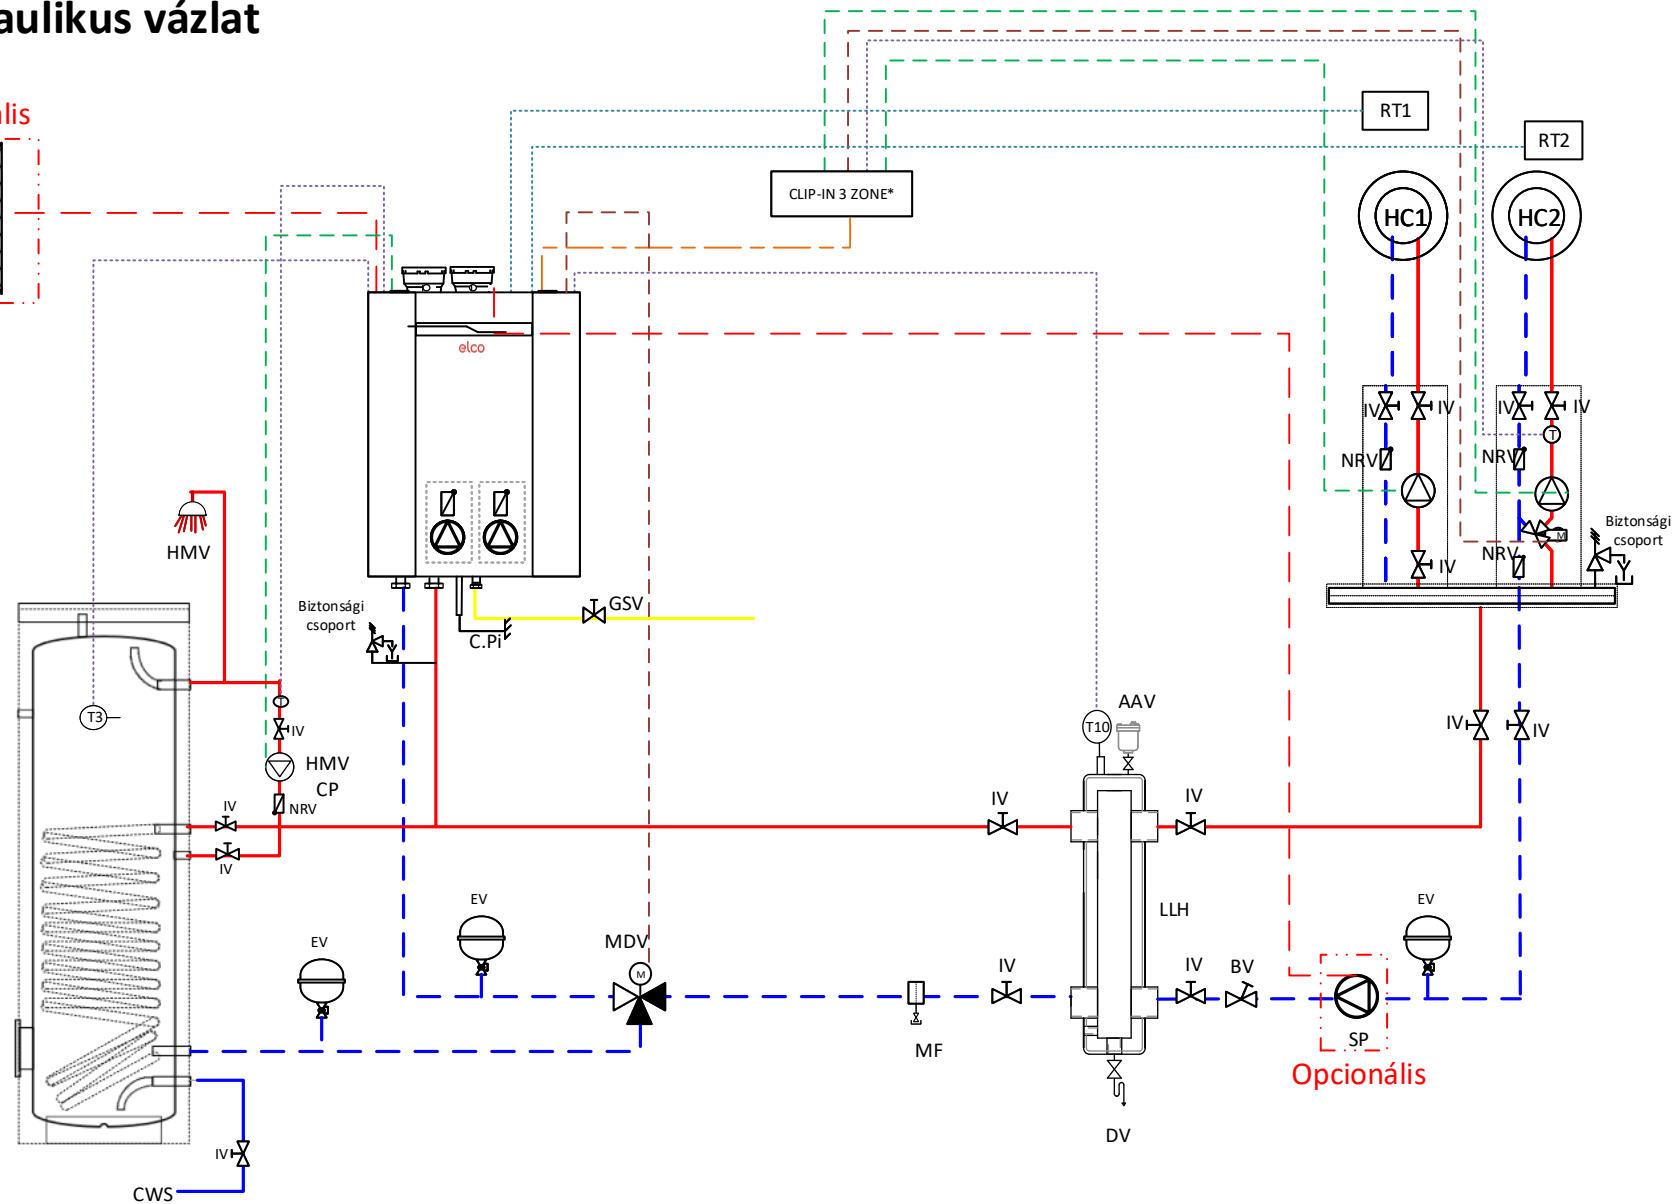 aulikus vázlat
lis
RT1
RT2
CLIP-IN 3 ZONE*
HC1
HC2
elco
IV
IV
IV
IV
T
NRV
NRV
M
Biztonsági
csoport
NRV
IV
HMV
Biztonsági
csoport
GSV
C.Pi
T3
IV
HMV
CP
NRV
IV
IV
AAV
T10
IV
IV
IV
IV
EV
EV
MDV
M
LLH
EV
IV
IV
BV
MF
SP
Opcionális
DV
IV
CWS